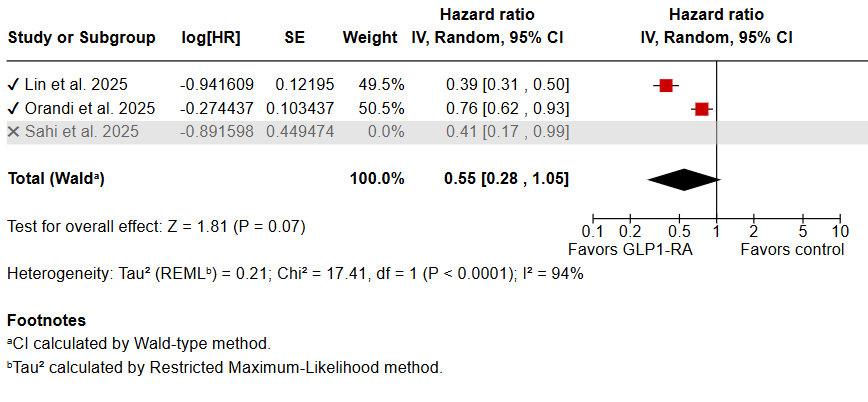 Hazard ratio Hazard ratio
Study or Subgroup log[HR] SE Weight IV, Random, 95% CI IV, Random, 95% CI
✓ Lin et al. 2025 -0.941609 0.12195 49.5% 0.39 [0.31 , 0.50]
✓ Orandi et al. 2025 -0.274437 0.103437 50.5% 0.76 [0.62 , 0.93]
✕ Sahi et al. 2025 -0.891598 0.449474 0.0% 0.41 [0.17 , 0.99]
Total (Waldᵃ) 100.0% 0.55 [0.28 , 1.05]
Test for overall effect: Z = 1.81 (P = 0.07)
0.1 0.2 0.5 1 2 5 10
Favors GLP1-RA Favors control
Heterogeneity: Tau² (REMLᵇ) = 0.21; Chi² = 17.41, df = 1 (P < 0.0001); I² = 94%
Footnotes
ᵃCI calculated by Wald-type method.
ᵇTau² calculated by Restricted Maximum-Likelihood method.